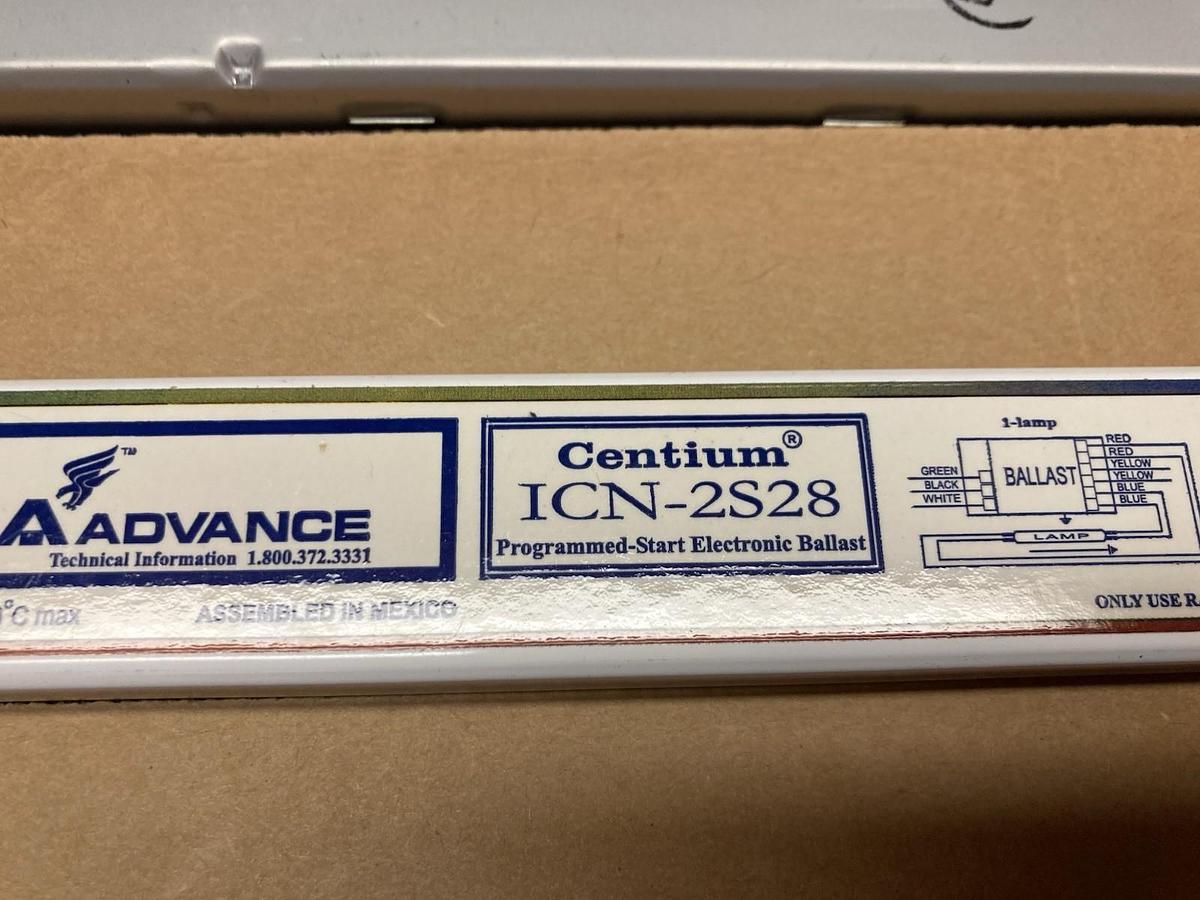 ADVANCE™
Technical Information 1.800.372.3331
°C max
ASSEMBLED IN MEXICO
Centium®
ICN-2S28
Programmed-Start Electronic Ballast
1-lamp
GREEN
BLACK
WHITE
BALLAST
RED
RED
YELLOW
YELLOW
BLUE
BLUE
LAMP
ONLY USE